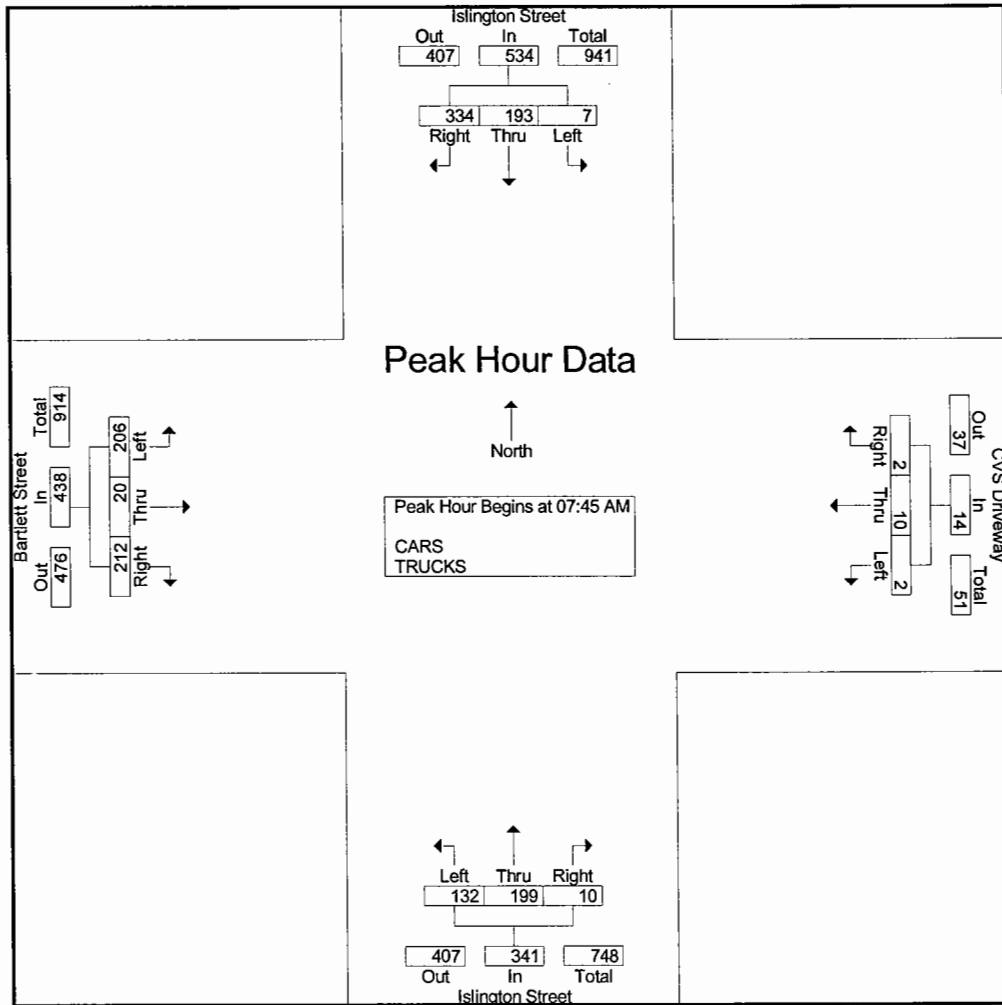 Islington Street
Out In Total
407 534 941
334 193 7
Right Thru Left
Peak Hour Data
North
Peak Hour Begins at 07:45 AM
CARS
TRUCKS
Bartlett Street
Out In Total
476 438 914
212 20 206
Right Thru Left
CVS Driveway
Out In Total
37 14 51
2 10 2
Right Thru Left
Left Thru Right
132 199 10
407 341 748
Out In Total
Islington Street